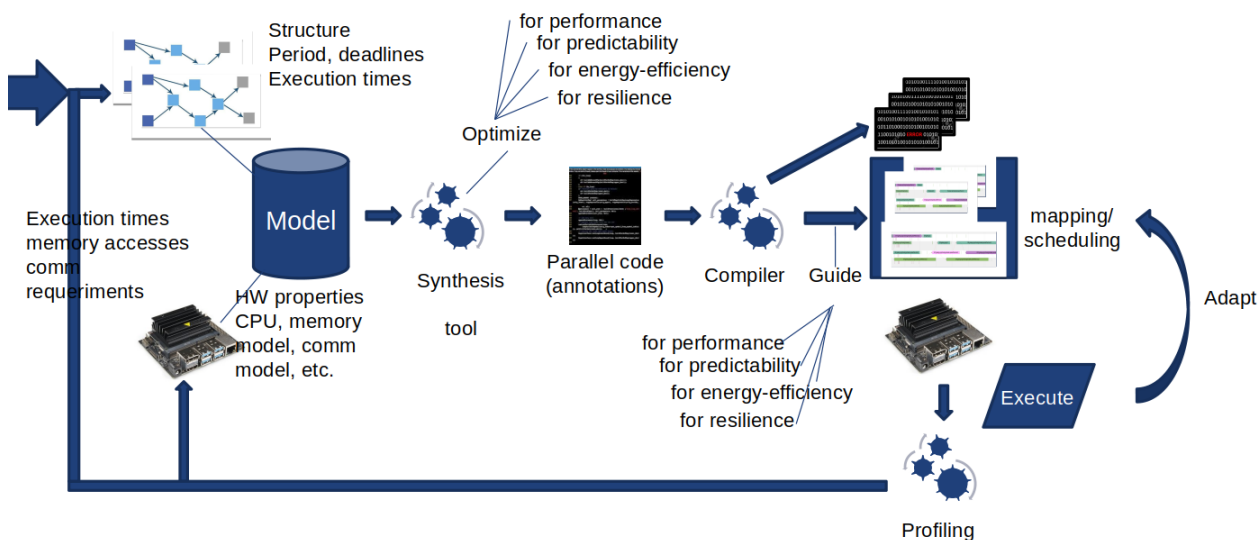 Structure
Period, deadlines
Execution times
for performance
for predictability
for energy-efficiency
for resilience
Optimize
Model
Execution times
memory accesses
comm
requeriments
HW properties
CPU, memory
model, comm
model, etc.
Synthesis
tool
Parallel code
(annotations)
Compiler
Guide
for performance
for predictability
for energy-efficiency
for resilience
mapping/
scheduling
Adapt
Execute
Profiling